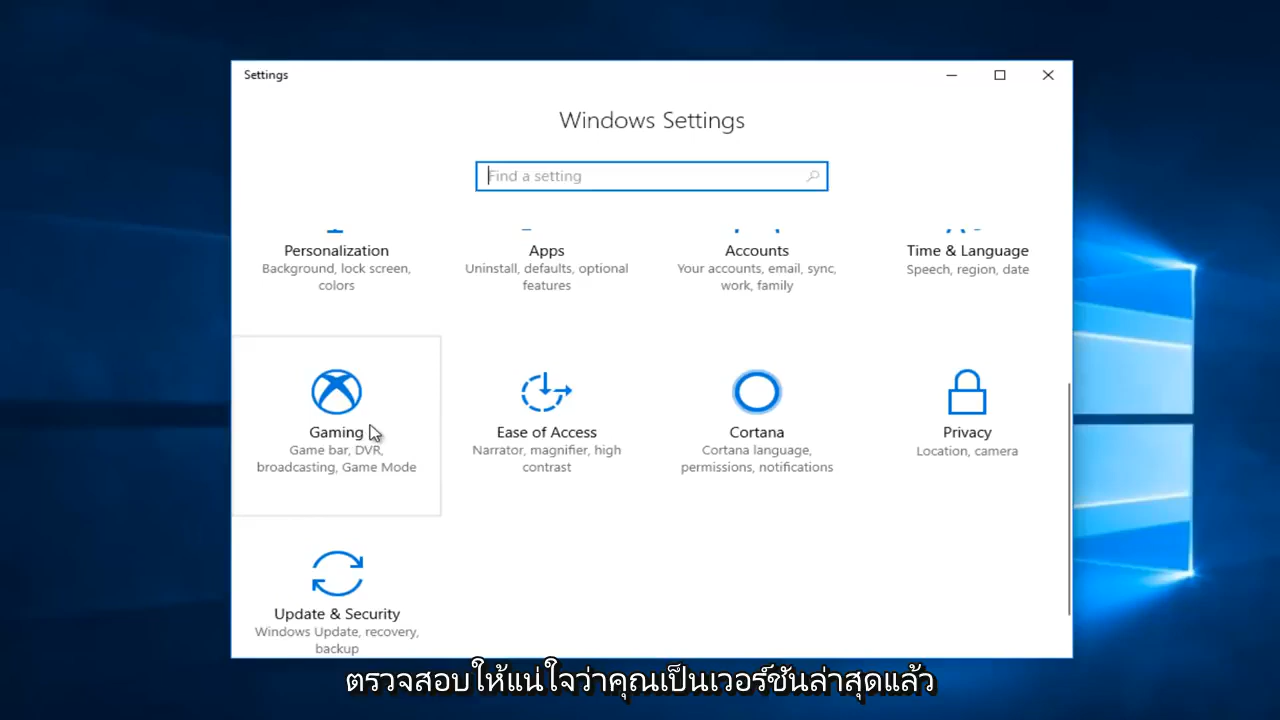 Settings
Windows Settings
Find a setting
Personalization
Background, lock screen,
colors
Apps
Uninstall, defaults, optional
features
Accounts
Your accounts, email, sync,
work, family
Time & Language
Speech, region, date
Gaming
Game bar, DVR,
broadcasting, Game Mode
Ease of Access
Narrator, magnifier, high
contrast
Cortana
Cortana language,
permissions, notifications
Privacy
Location, camera
Update & Security
Windows Update, recovery,
backup
ตรวจสอบให้แน่ใจว่าคุณเป็นเวอร์ชันล่าสุดแล้ว